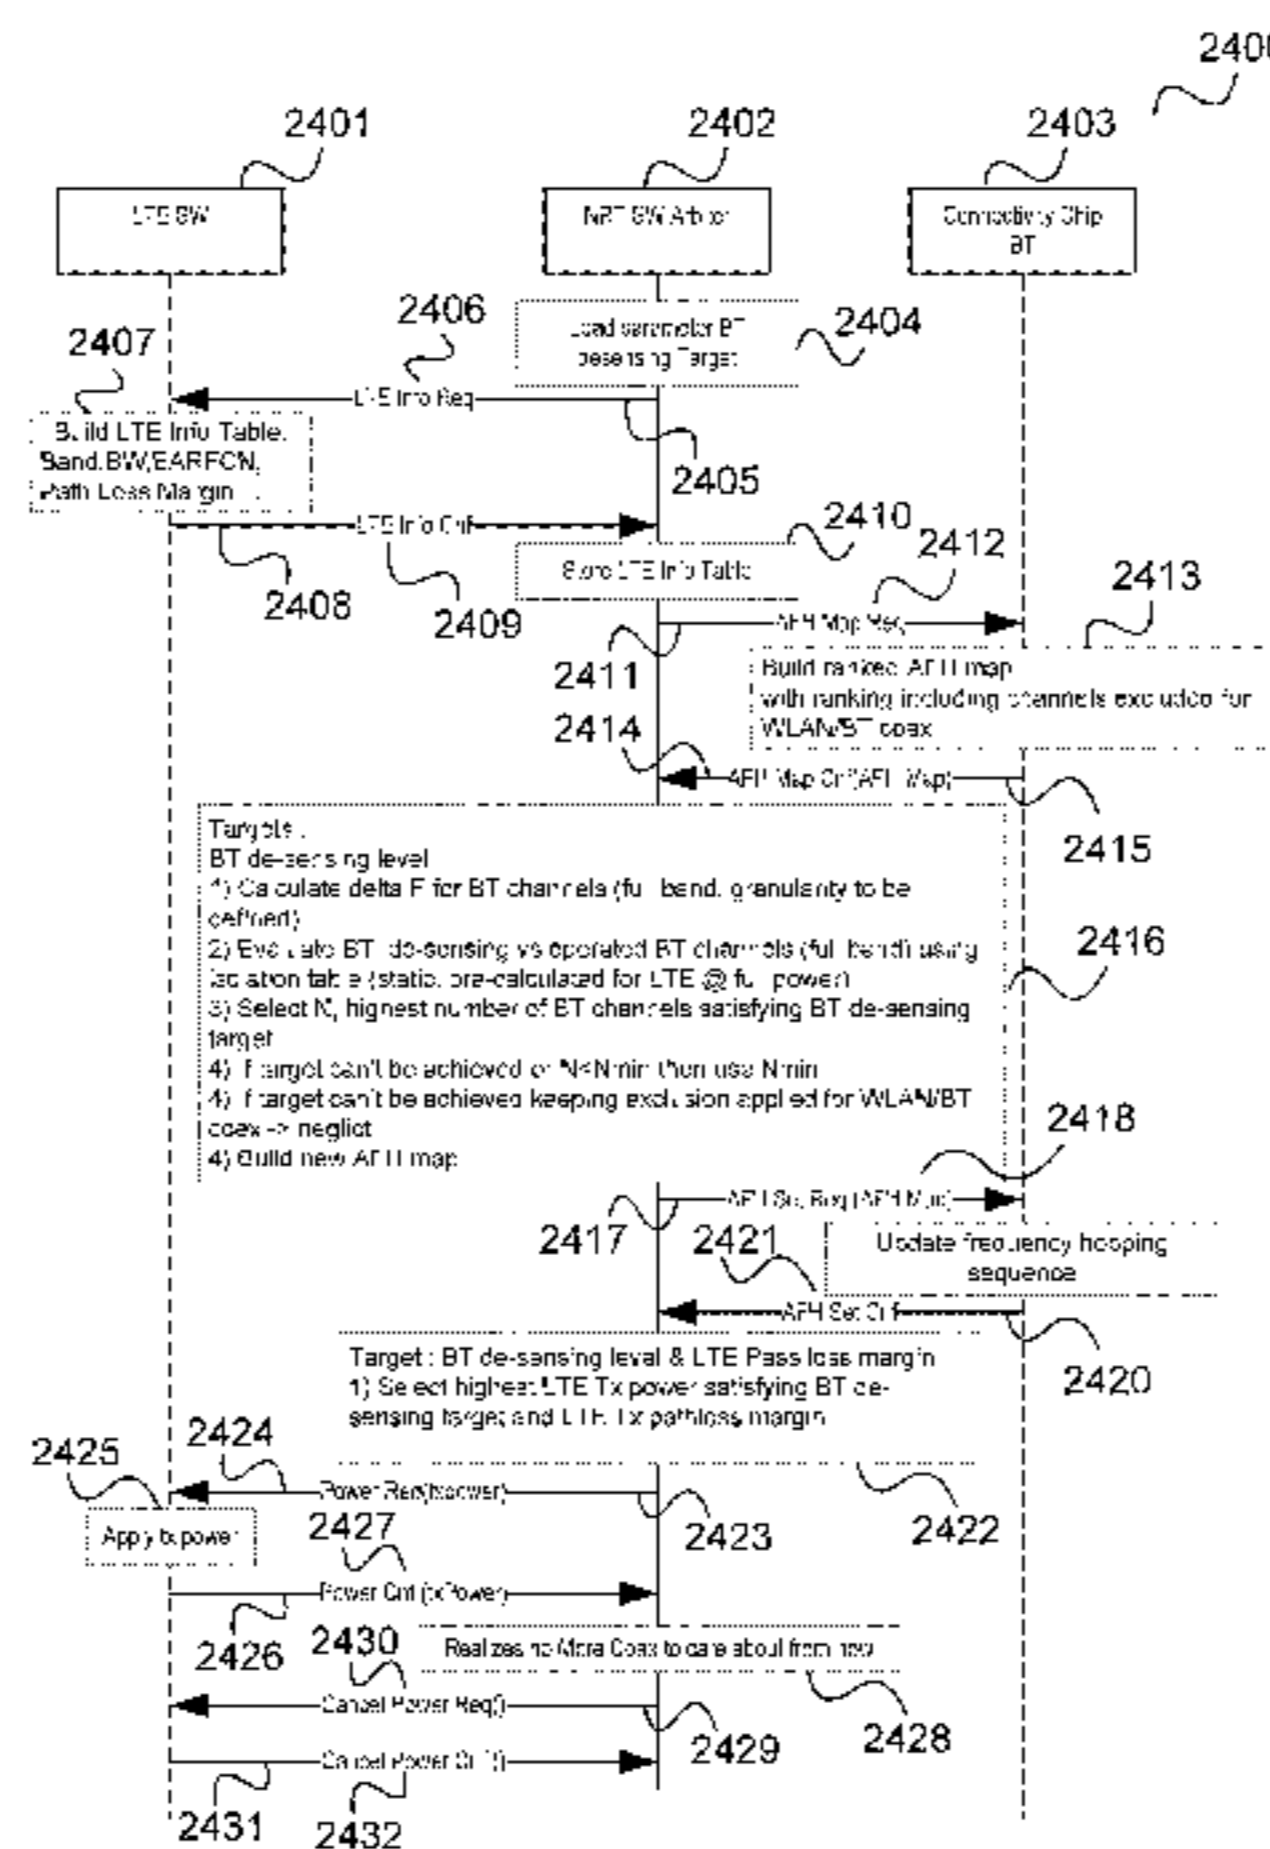 2400
2401
2402
2403
LTE SW
NRT SW Arbiter
Connectivity Chip
BT
2406
2404
Load parameter BT
Desensing Target
2407
LTE Info Req
Build LTE Info Table.
Band.BW,EARFCN,
Path Loss Margin ...
2405
2410
LTE Info Cnf
2412
Store LTE Info Table
2408
2409
2413
AFH Map Req
2411
Build ranked AFH map
with ranking including channels excluded for
WLAN/BT coex
2414
AFH Map Cnf(AFH Map)
2415
Targets :
BT de-sensing level
1) Calculate delta F for BT channels (full band, granularity to be
defined)
2) Evaluate BT de-sensing vs operated BT channels (full band) using
isolation table (static, pre-calculated for LTE @ full power)
3) Select N, highest number of BT channels satisfying BT de-sensing
target
4) If target can't be achieved or N<Nmin then use Nmin
4) If target can't be achieved keeping exclusion applied for WLAN/BT
coex -> neglict
4) Build new AFH map
2416
2418
AFH Set Req (AFH Map)
2417
2421
Update frequency hopping
sequence
AFH Set Cnf
2420
Target : BT de-sensing level & LTE Pass loss margin
1) Select highest LTE Tx power satisfying BT de-
sensing target and LTE Tx pathloss margin
2424
2425
Power Req(txpower)
2423
2422
Apply tx power
2427
Power Cnf (txPower)
2426
2430
Realizes no More Coex to care about from now
Cancel Power Req()
2429
2428
Cancel Power Cnf()
2431
2432